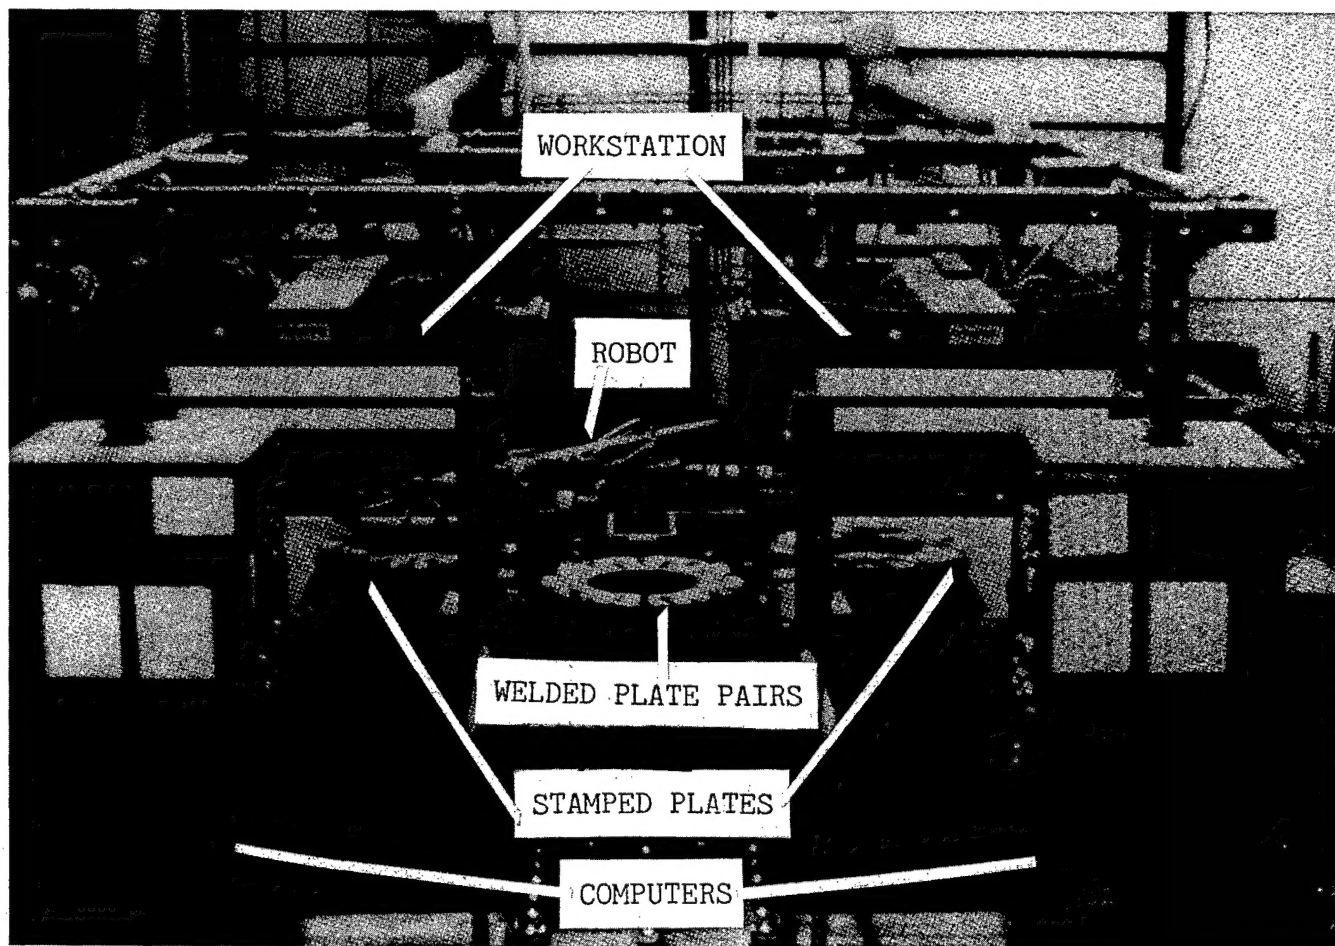 WORKSTATION
ROBOT
WELDED PLATE PAIRS
STAMPED PLATES
COMPUTERS